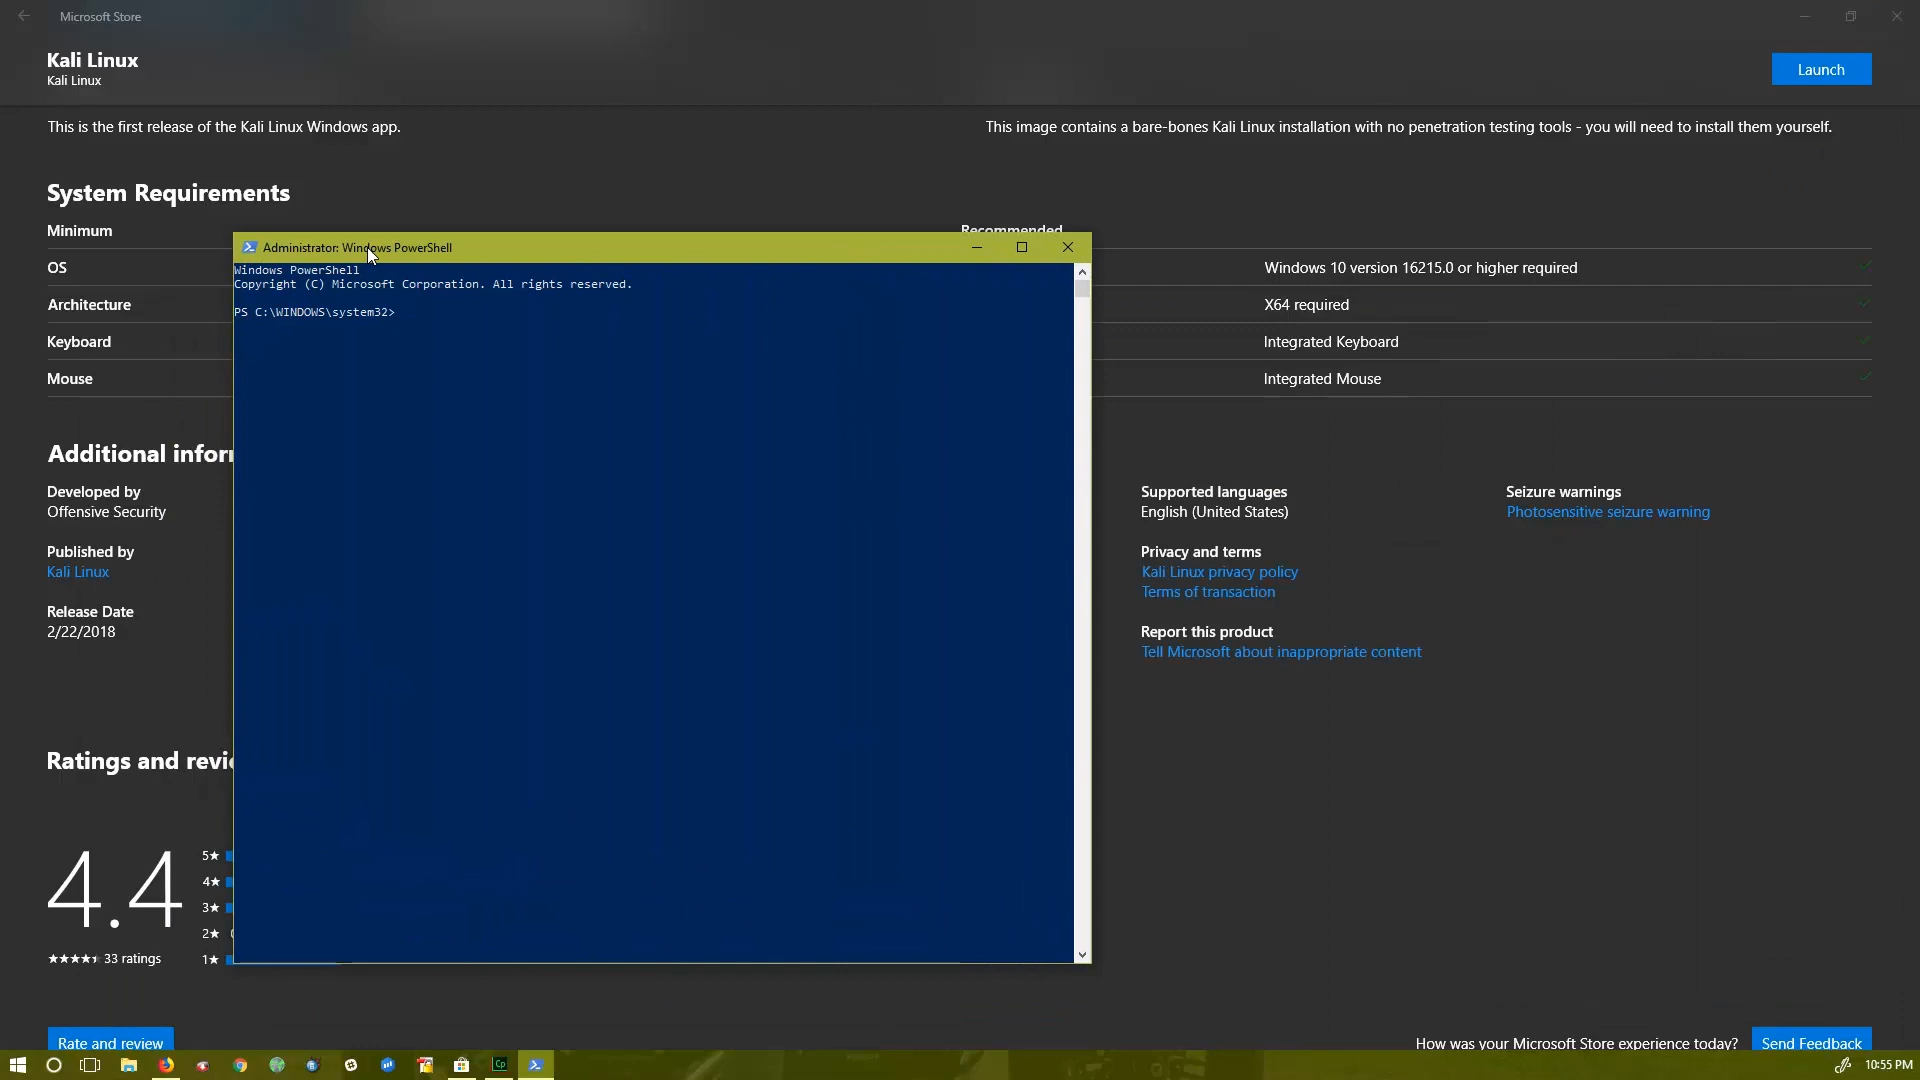 Microsoft Store
Kali Linux
Kali Linux
Launch
This is the first release of the Kali Linux Windows app.
This image contains a bare-bones Kali Linux installation with no penetration testing tools - you will need to install them yourself.
System Requirements
Minimum
Recommended
OS
Windows 10 version 16215.0 or higher required
Architecture
X64 required
Keyboard
Integrated Keyboard
Mouse
Integrated Mouse
Administrator: Windows PowerShell
Windows PowerShell
Copyright (C) Microsoft Corporation. All rights reserved.
PS C:\WINDOWS\system32>
Additional infor
Developed by
Offensive Security
Published by
Kali Linux
Release Date
2/22/2018
Supported languages
English (United States)
Privacy and terms
Kali Linux privacy policy
Terms of transaction
Report this product
Tell Microsoft about inappropriate content
Seizure warnings
Photosensitive seizure warning
Ratings and revi
4.4
★★★★★ 33 ratings
5★
4★
3★
2★
1★
Rate and review
How was your Microsoft Store experience today?
Send Feedback
Cp
10:55 PM